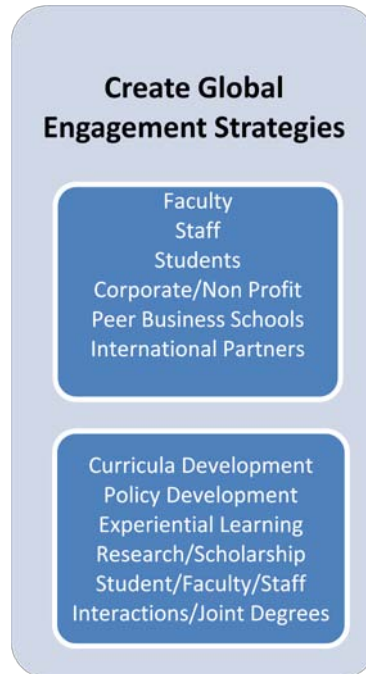 Create Global
Engagement Strategies
Faculty
Staff
Students
Corporate/Non Profit
Peer Business Schools
International Partners
Curricula Development
Policy Development
Experiential Learning
Research/Scholarship
Student/Faculty/Staff
Interactions/Joint Degrees